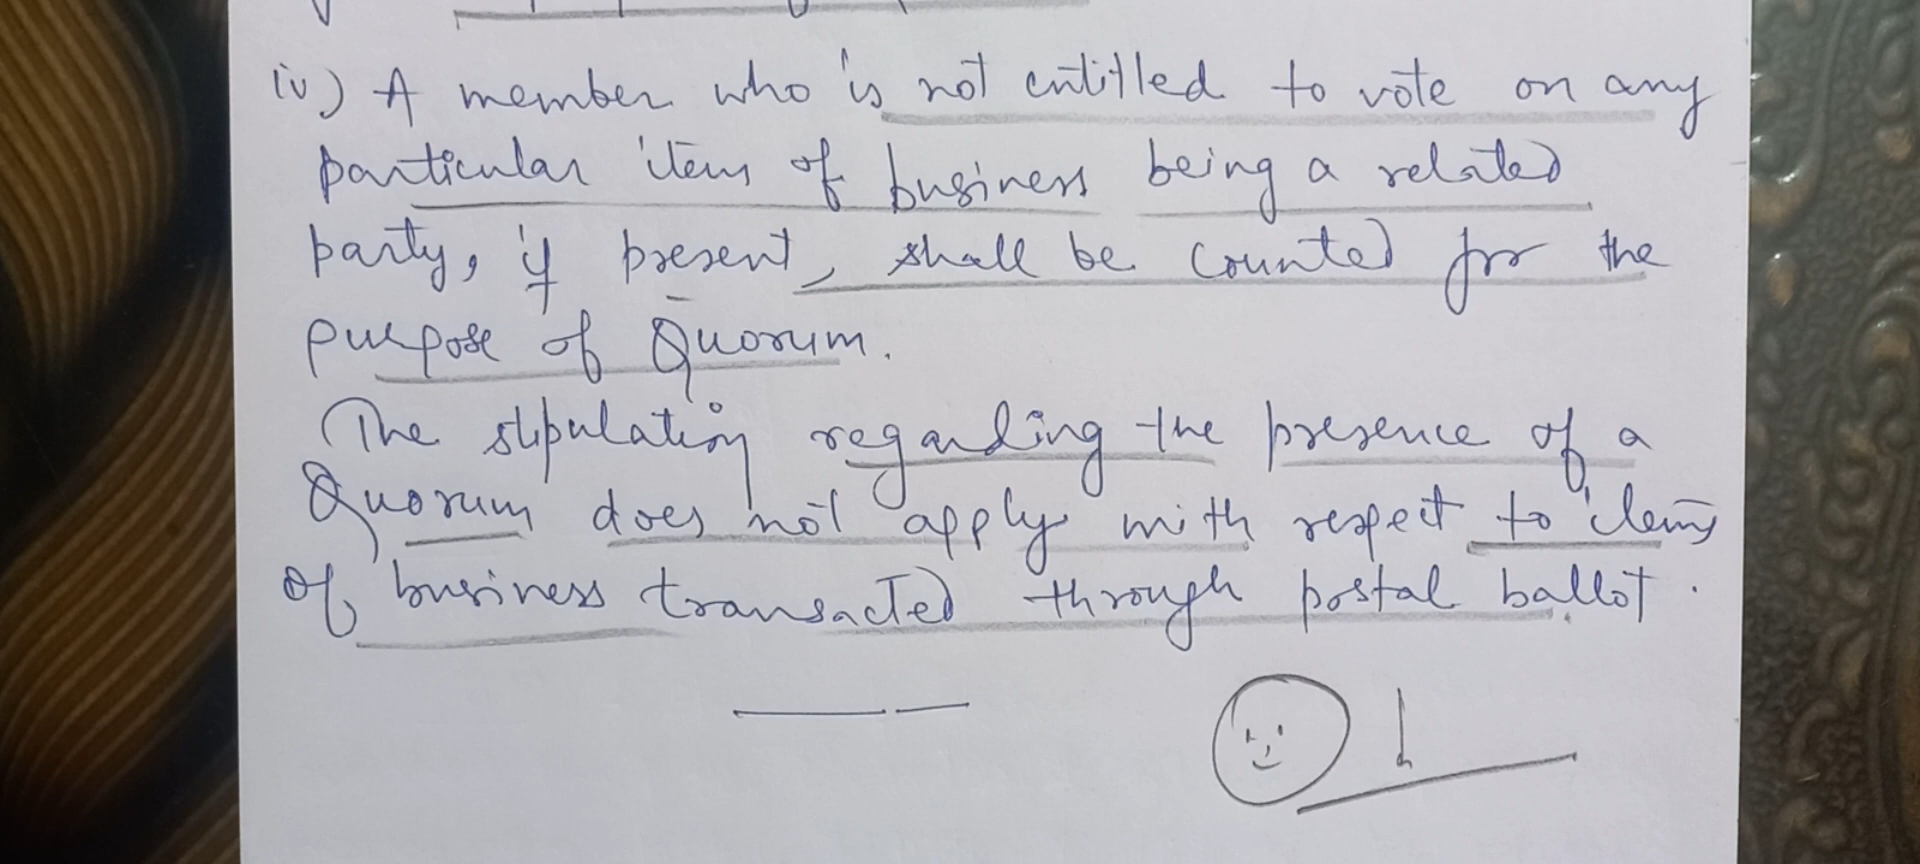 iv) A member who is not entitled to vote on any
particular item of business being a related
party, if present, shall be counted for the
purpose of Quorum.
The stipulation regarding the presence of a
Quorum does not apply with respect to items
of business transacted through postal ballot.